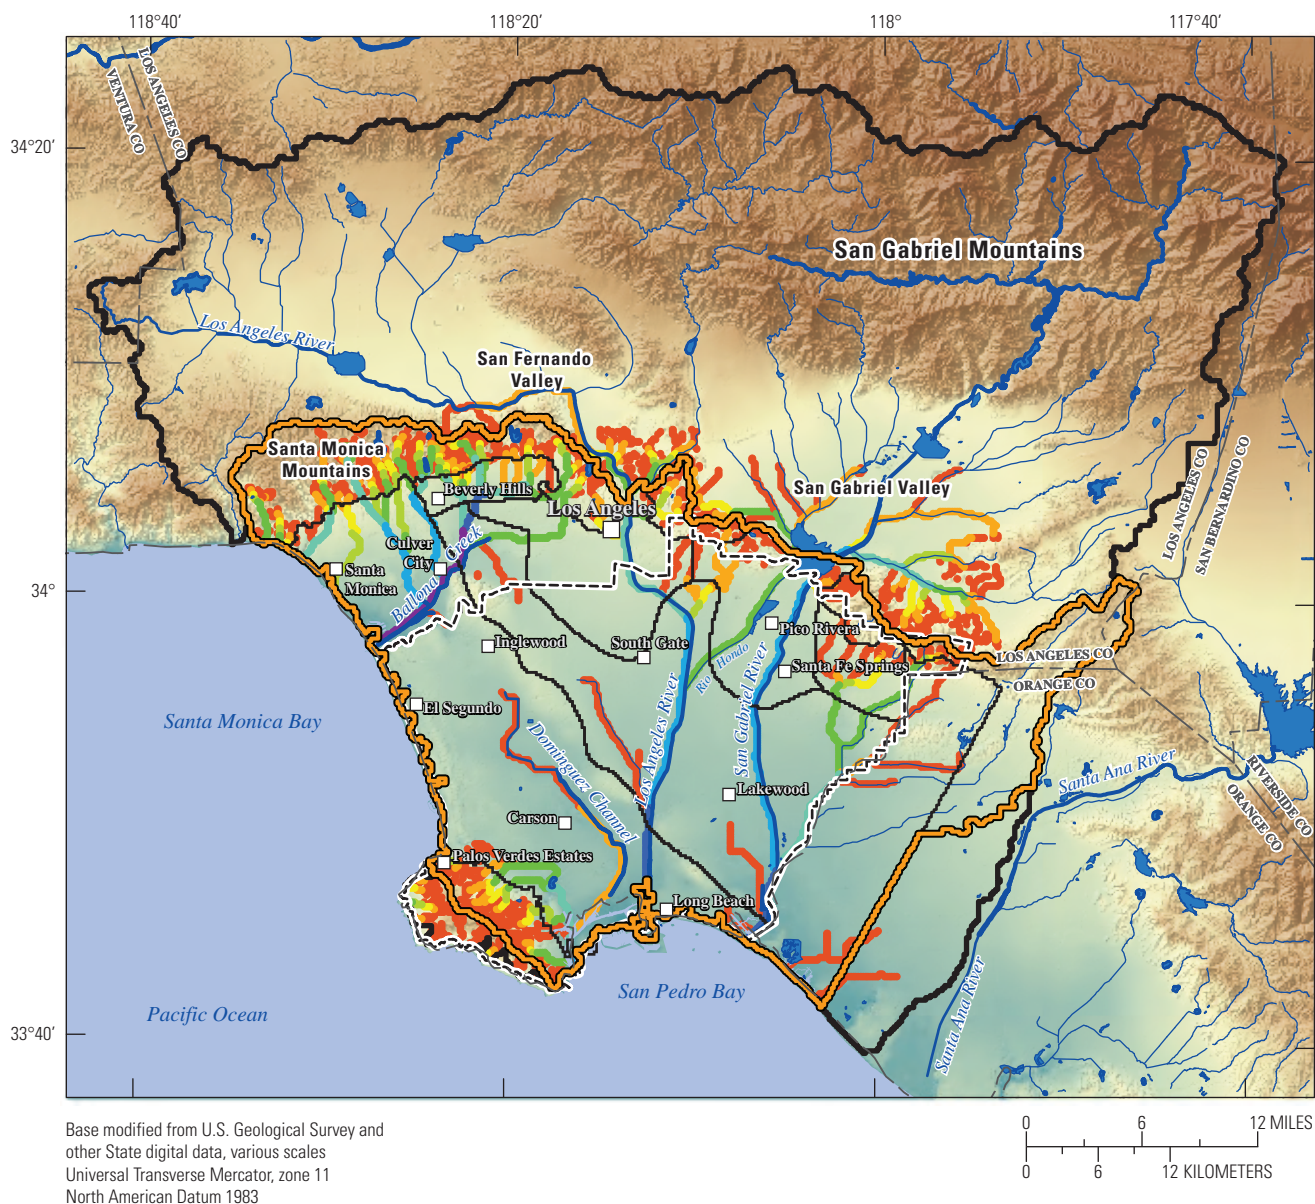 118°40′
118°20′
118°
117°40′
34°20′
34°
33°40′
LOS ANGELES CO
VENTURA CO
San Gabriel Mountains
Los Angeles River
San Fernando
Valley
Santa Monica
Mountains
San Gabriel Valley
LOS ANGELES CO
SAN BERNARDINO CO
Beverly Hills
Los Angeles
Culver
City
Ballona Creek
Santa
Monica
Inglewood
South Gate
Pico Rivera
Santa Fe Springs
Rio Hondo
LOS ANGELES CO
ORANGE CO
El Segundo
Santa Monica Bay
Dominguez Channel
Los Angeles River
San Gabriel River
Lakewood
Santa Ana River
RIVERSIDE CO
ORANGE CO
Carson
Palos Verdes Estates
Long Beach
San Pedro Bay
Pacific Ocean
Santa Ana River
Base modified from U.S. Geological Survey and
other State digital data, various scales
Universal Transverse Mercator, zone 11
North American Datum 1983
0 6 12 MILES
0 6 12 KILOMETERS